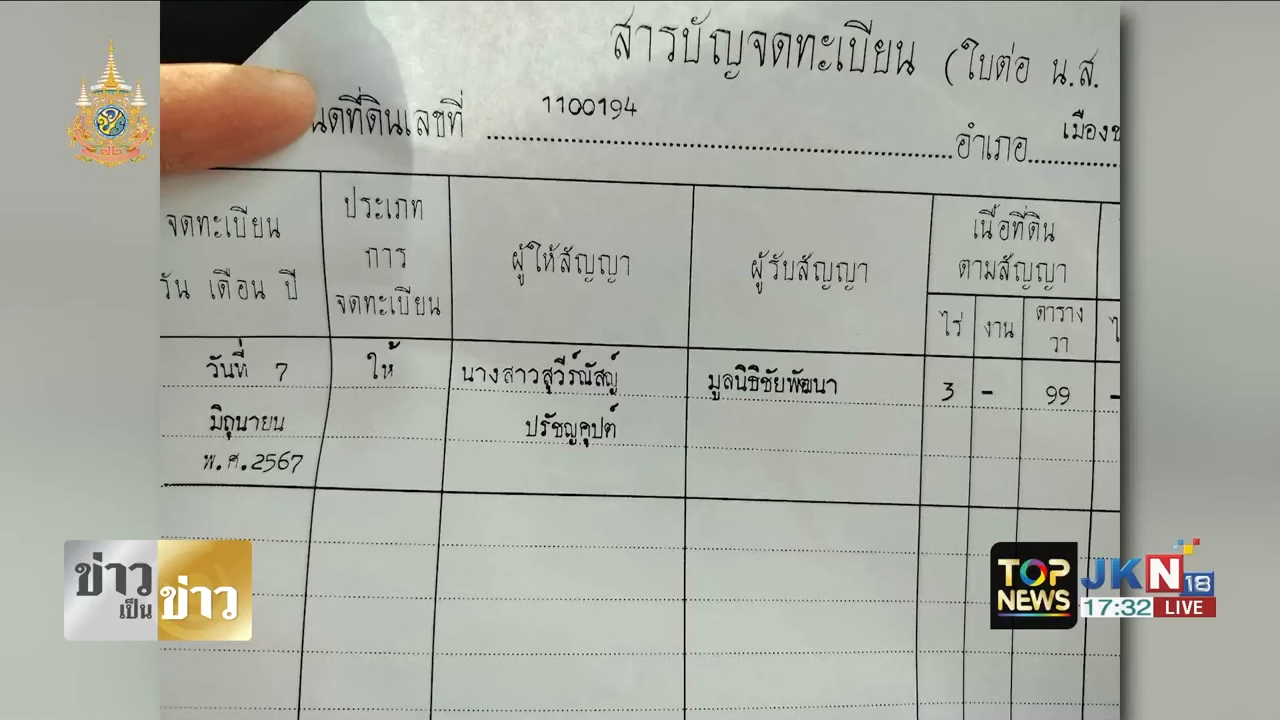 สารบัญจดทะเบียน (ใบต่อ น.ส.
ที่ดินเลขที่ 1100194 อำเภอ
จดทะเบียน
วัน เดือน ปี
ประเภท
การ
จดทะเบียน
ผู้ให้สัญญา
ผู้รับสัญญา
เนื้อที่ดิน
ตามสัญญา
ไร่ งาน ตาราง
วา
วันที่ 7 ให้ นางสาวสุวีร์ณัสญ์ มูลนิธิชัยพัฒนา 3 - 99 -
มิถุนายน ปรัชญคุปต์
พ.ศ.2567
ข่าว
เป็น
ข่าว
TOP
NEWS
JKN 18
17:32 LIVE